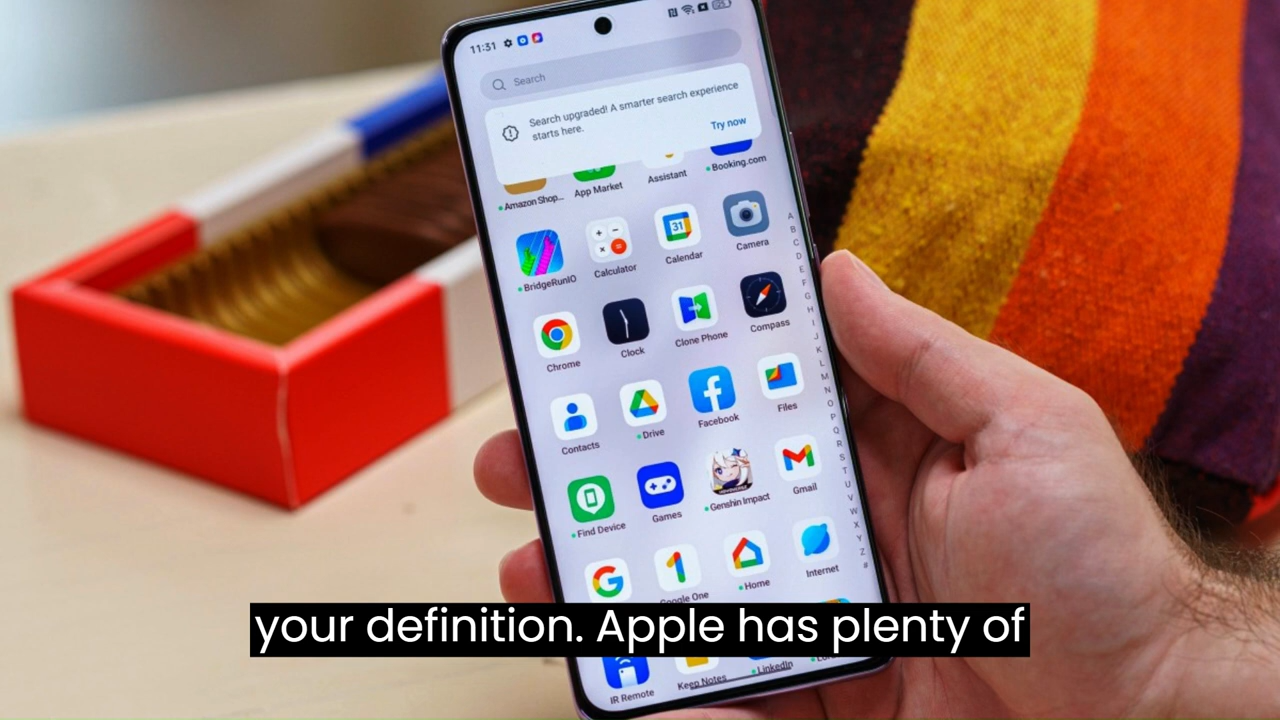 11:31
Search
Search upgraded! A smarter search experience
starts here.
Try now
Amazon Shop...
App Market
Assistant
Booking.com
BridgeRunIO
Calculator
31
Calendar
Camera
Chrome
Clock
Clone Phone
Compass
Contacts
Drive
Facebook
Files
Find Device
Games
Genshin Impact
Gmail
Google One
Home
Internet
your definition. Apple has plenty of
IR Remote
Keep Notes
LinkedIn
A
B
C
D
E
F
G
H
I
J
K
L
M
N
O
P
Q
R
S
T
U
V
W
X
Y
Z
#